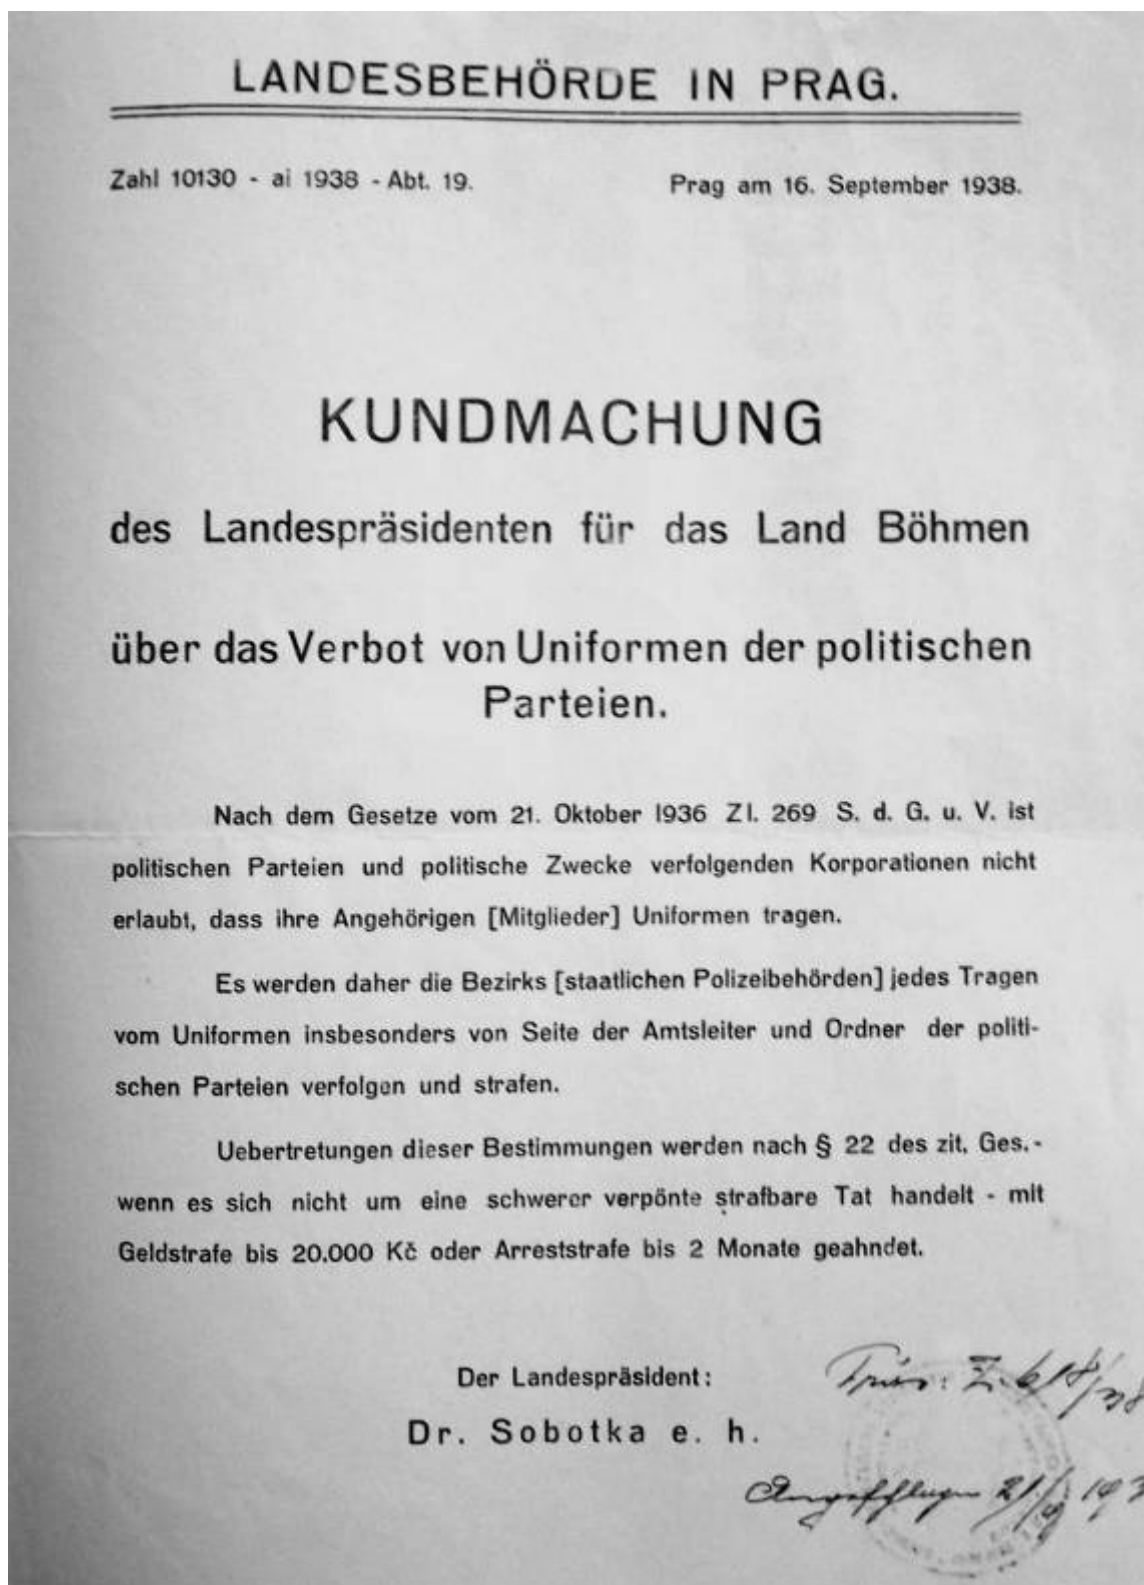 LANDESBEHÖRDE IN PRAG.
Zahl 10130 - ai 1938 - Abt. 19. Prag am 16. September 1938.
KUNDMACHUNG
des Landespräsidenten für das Land Böhmen
über das Verbot von Uniformen der politischen
Parteien.
Nach dem Gesetze vom 21. Oktober 1936 Zl. 269 S. d. G. u. V. ist
politischen Parteien und politische Zwecke verfolgenden Korporationen nicht
erlaubt, dass ihre Angehörigen [Mitglieder] Uniformen tragen.
Es werden daher die Bezirks [staatlichen Polizeibehörden] jedes Tragen
vom Uniformen insbesonders von Seite der Amtsleiter und Ordner der politi-
schen Parteien verfolgen und strafen.
Uebertretungen dieser Bestimmungen werden nach § 22 des zit. Ges.-
wenn es sich nicht um eine schwerer verpönte strafbare Tat handelt - mit
Geldstrafe bis 20.000 Kč oder Arreststrafe bis 2 Monate geahndet.
Der Landespräsident:
Dr. Sobotka e. h.
Angeschlagen